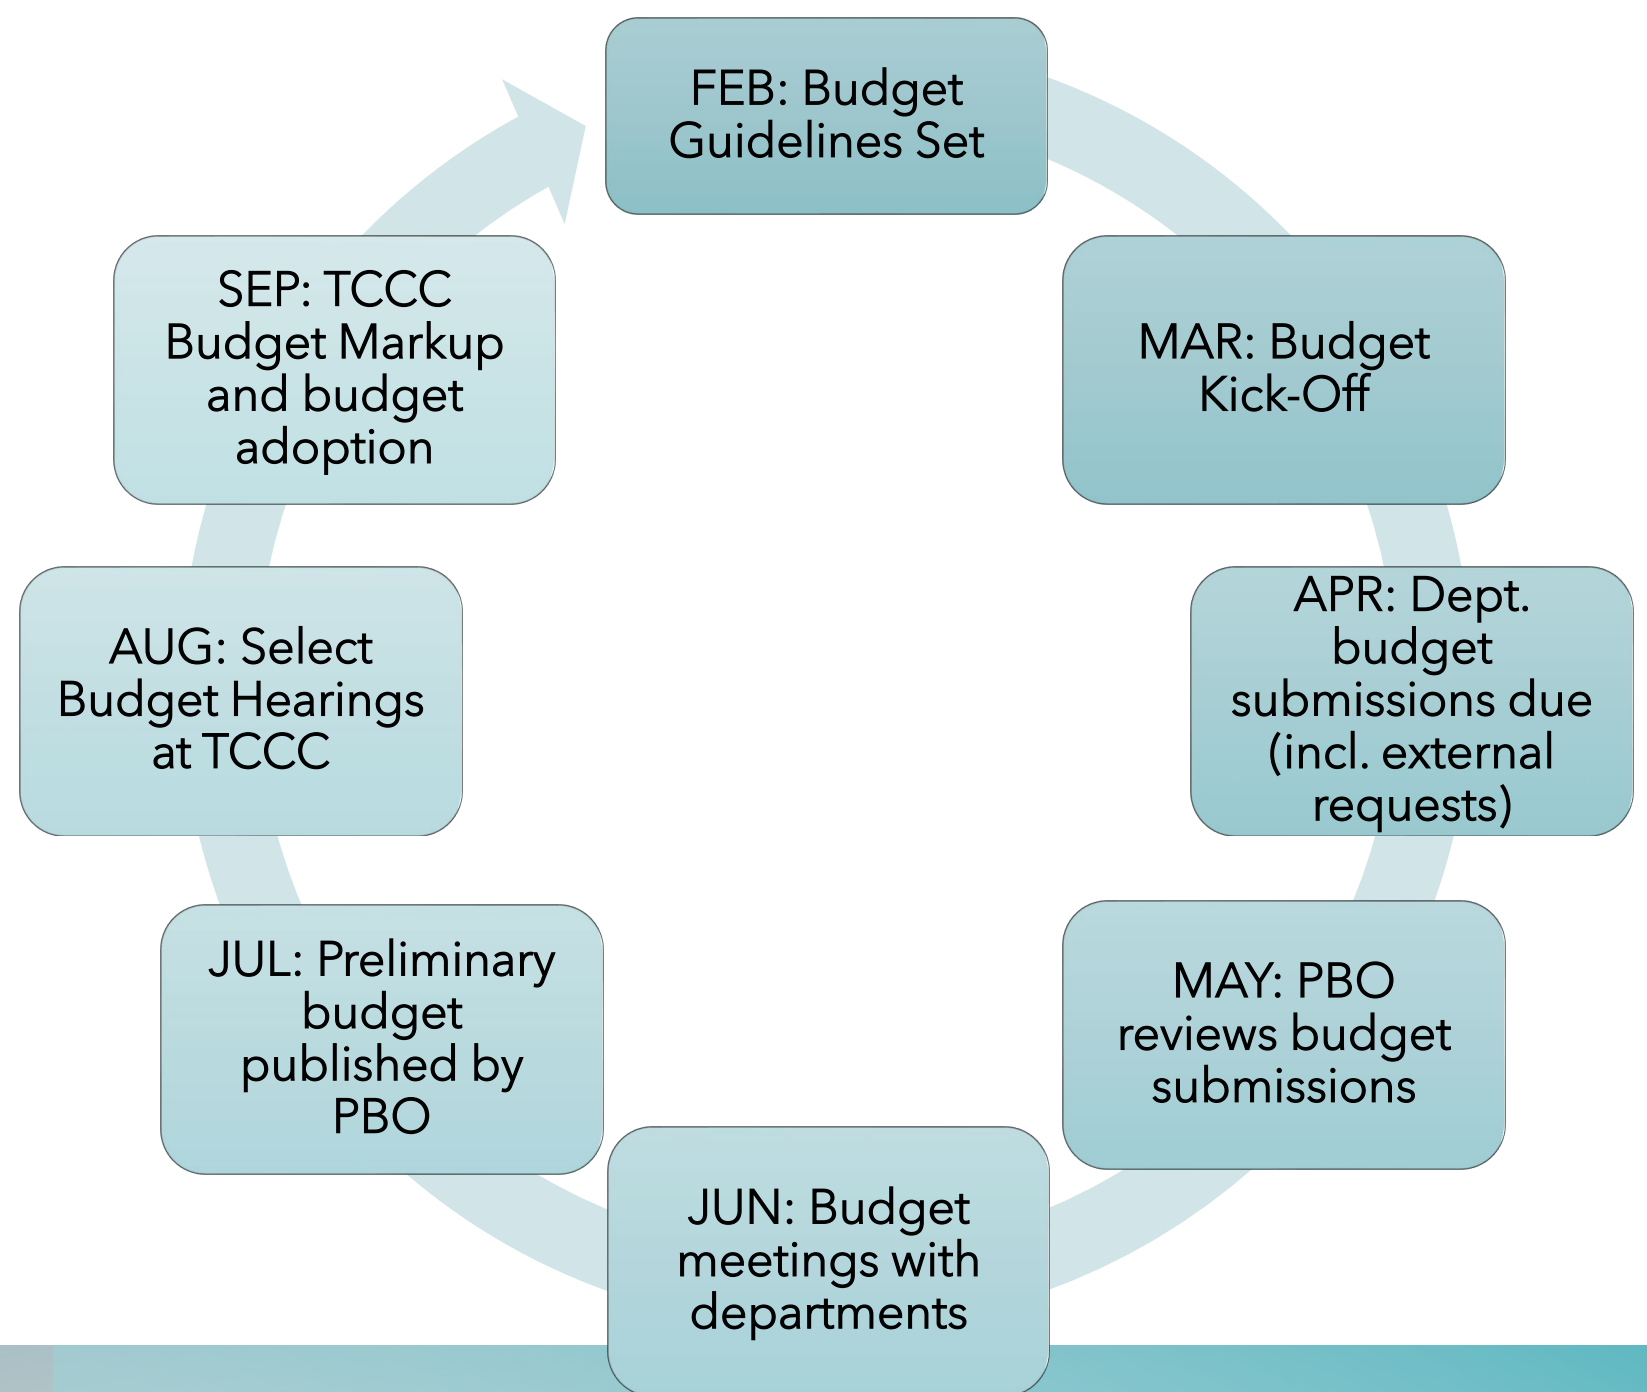 FEB: Budget
Guidelines Set
MAR: Budget
Kick-Off
APR: Dept.
budget
submissions due
(incl. external
requests)
MAY: PBO
reviews budget
submissions
JUN: Budget
meetings with
departments
JUL: Preliminary
budget
published by
PBO
AUG: Select
Budget Hearings
at TCCC
SEP: TCCC
Budget Markup
and budget
adoption